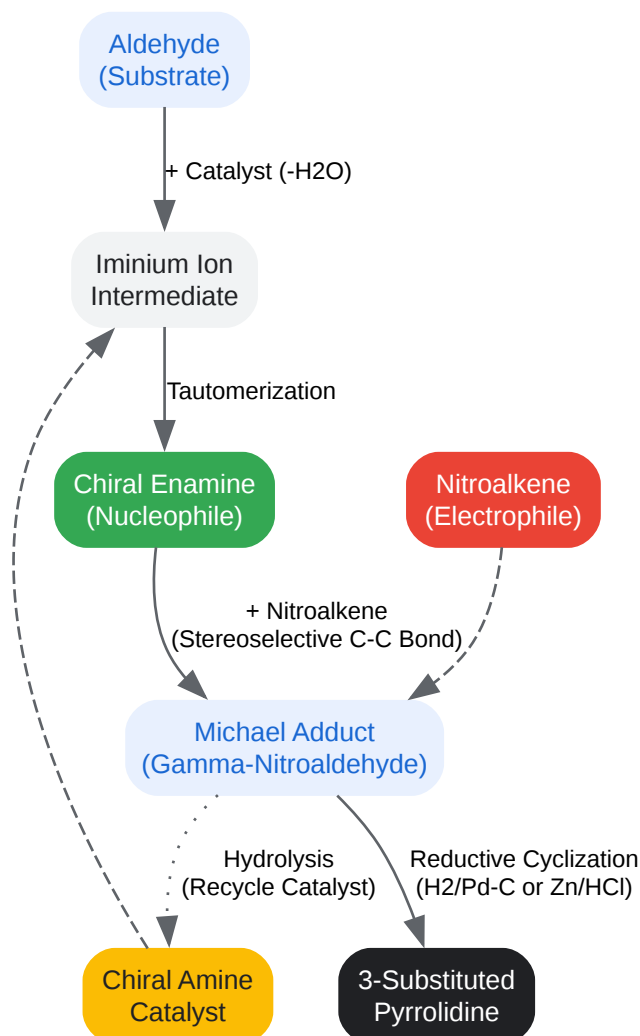 Aldehyde
(Substrate)
+ Catalyst (-H2O)
Iminium Ion
Intermediate
Tautomerization
Chiral Enamine
(Nucleophile)
Nitroalkene
(Electrophile)
+ Nitroalkene
(Stereoselective C-C Bond)
Michael Adduct
(Gamma-Nitroaldehyde)
Hydrolysis
(Recycle Catalyst)
Reductive Cyclization
(H2/Pd-C or Zn/HCl)
Chiral Amine
Catalyst
3-Substituted
Pyrrolidine